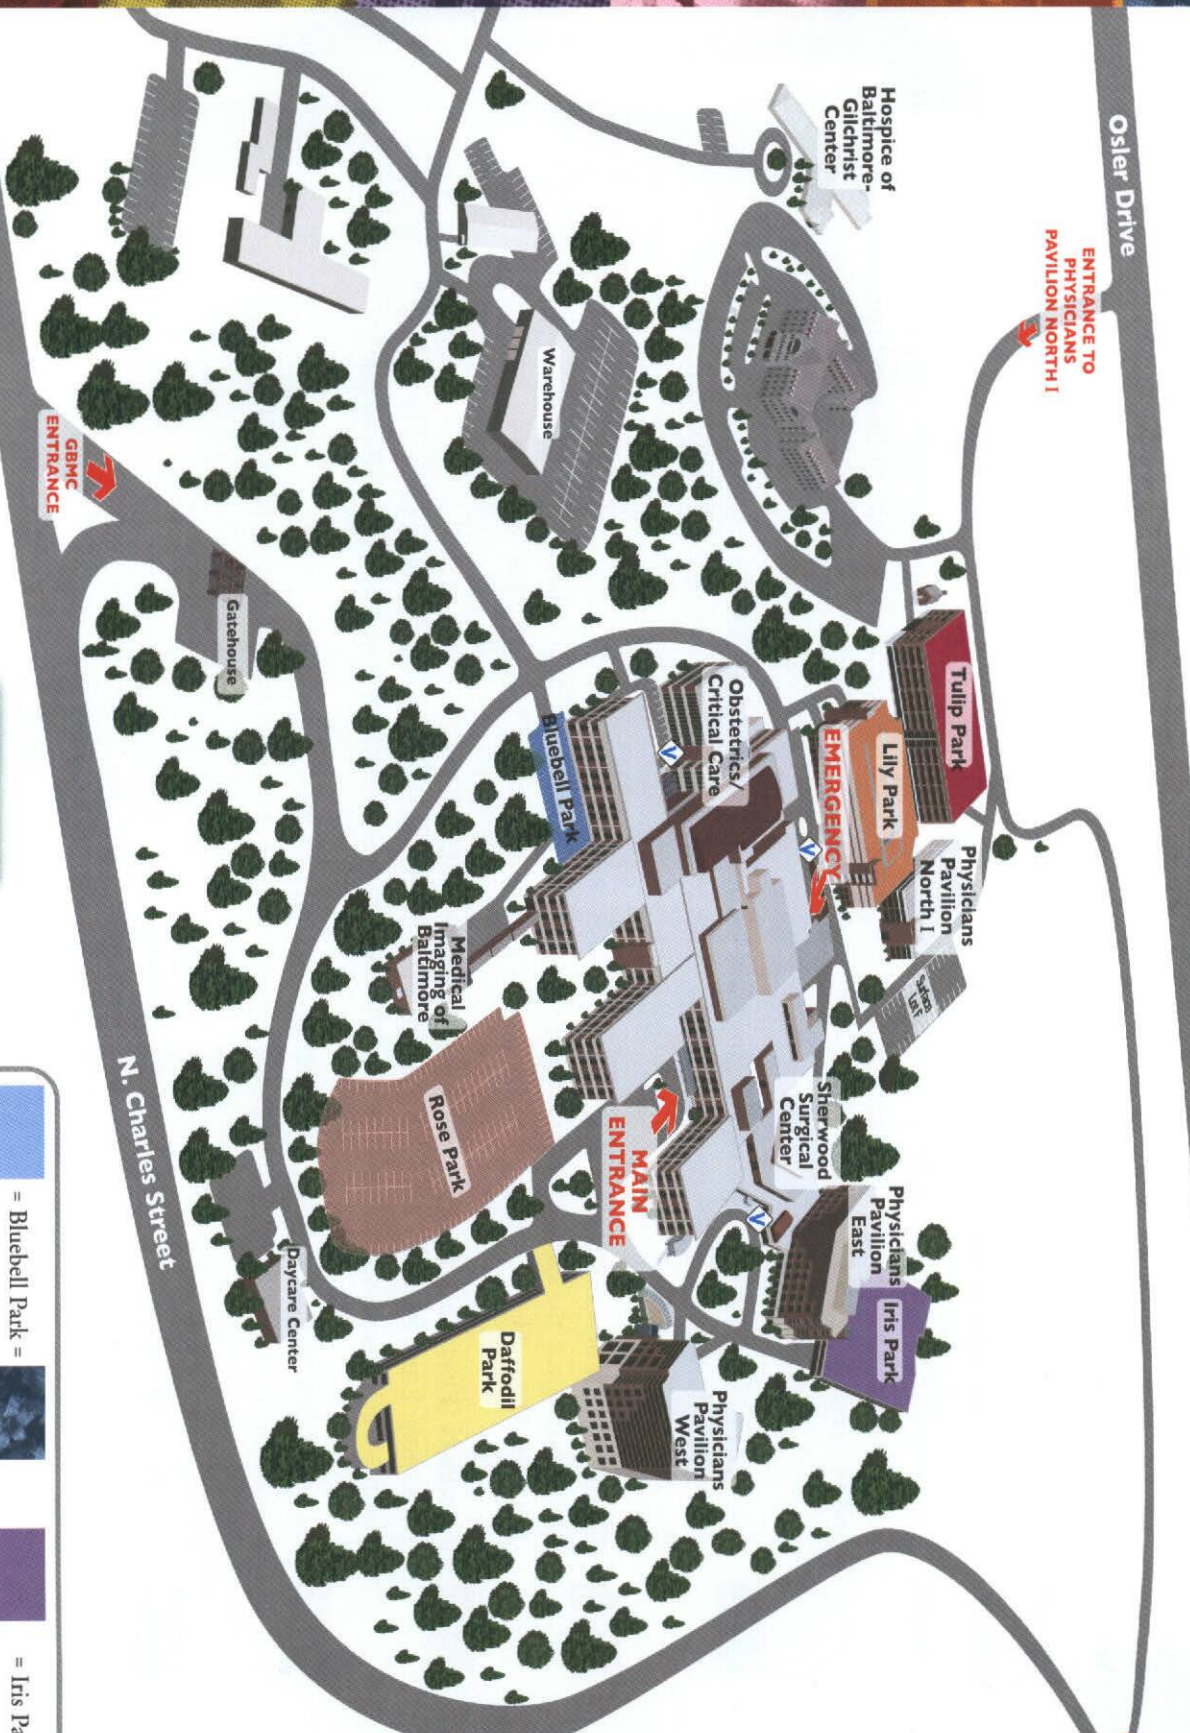 Osler Drive
ENTRANCE TO
PHYSICIANS
PAVILION NORTH I
Hospice of
Baltimore-
Gilchrist
Center
Tulip Park
Lily Park
EMERGENCY
Physicians
Pavilion
North I
Surface
Lot F
Obstetrics/
Critical Care
V
V
Warehouse
Bluebell Park
GBMC
ENTRANCE
Gatehouse
Medical
Imaging of
Baltimore
Sherwood
Surgical
Center
Physicians
Pavilion
East
Iris Park
V
MAIN
ENTRANCE
Rose Park
Daffodil
Park
Physicians
Pavilion
West
Daycare Center
N. Charles Street
= Bluebell Park =
= Iris Pa